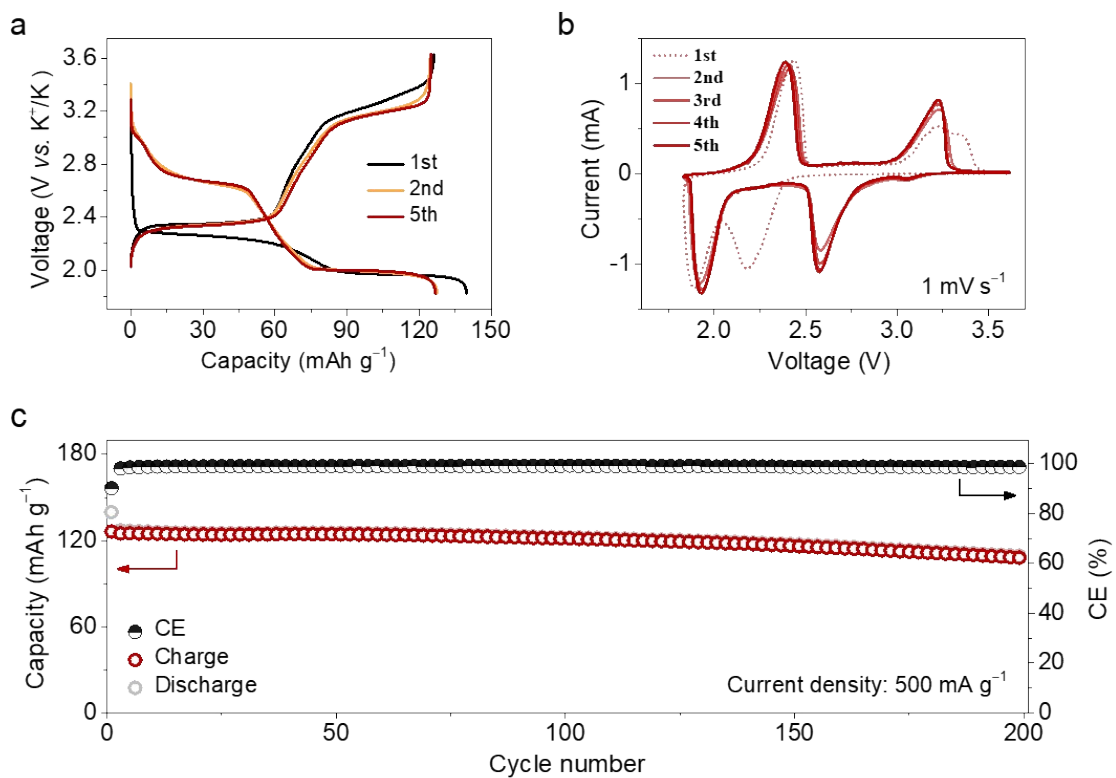 a
3.6
3.2
2.8
2.4
2.0
Voltage (V vs. K⁺/K)
1st
2nd
5th
0
30
60
90
120
150
Capacity (mAh g⁻¹)
b
1
0
-1
Current (mA)
1st
2nd
3rd
4th
5th
1 mV s⁻¹
2.0
2.5
3.0
3.5
Voltage (V)
c
180
120
60
0
Capacity (mAh g⁻¹)
CE
Charge
Discharge
Current density: 500 mA g⁻¹
100
80
60
40
20
0
CE (%)
0
50
100
150
200
Cycle number